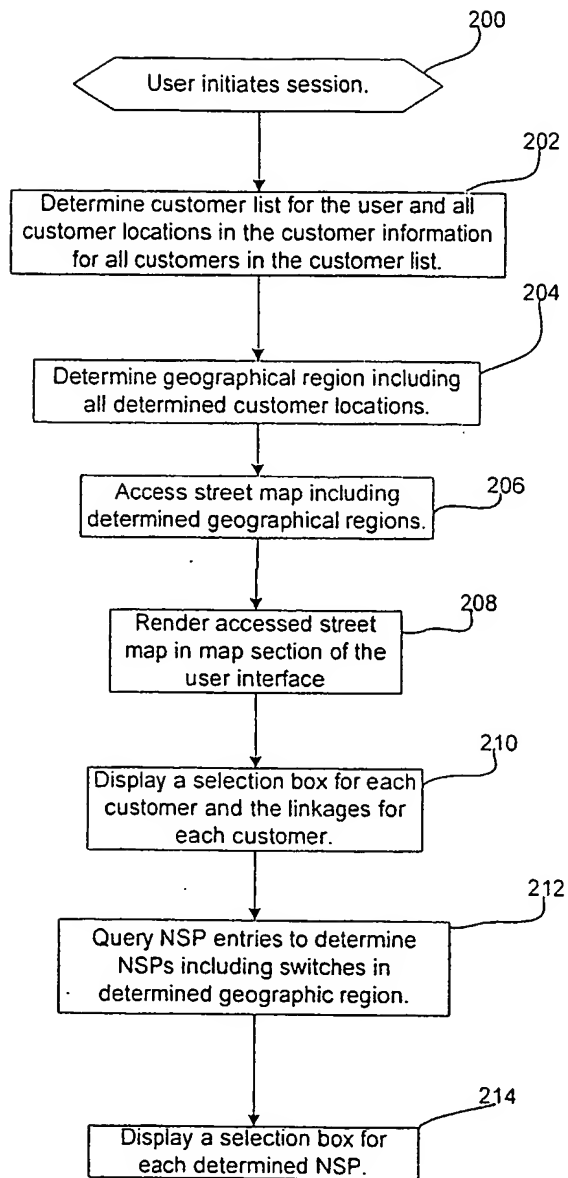 200
User initiates session.
202
Determine customer list for the user and all
customer locations in the customer information
for all customers in the customer list.
204
Determine geographical region including
all determined customer locations.
206
Access street map including
determined geographical regions.
208
Render accessed street
map in map section of the
user interface
210
Display a selection box for each
customer and the linkages for
each customer.
212
Query NSP entries to determine
NSPs including switches in
determined geographic region.
214
Display a selection box for
each determined NSP.